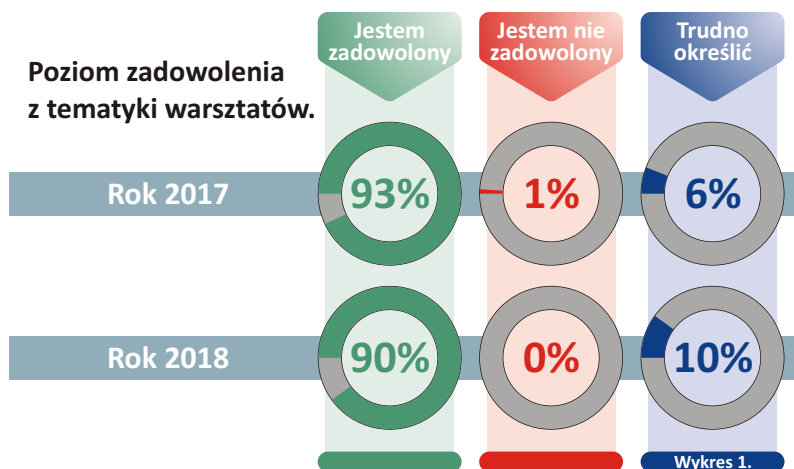 Jestem
zadowolony
Jestem nie
zadowolony
Trudno
określić
Poziom zadowolenia
z tematyki warsztatów.
Rok 2017
93%
1%
6%
Rok 2018
90%
0%
10%
Wykres 1.